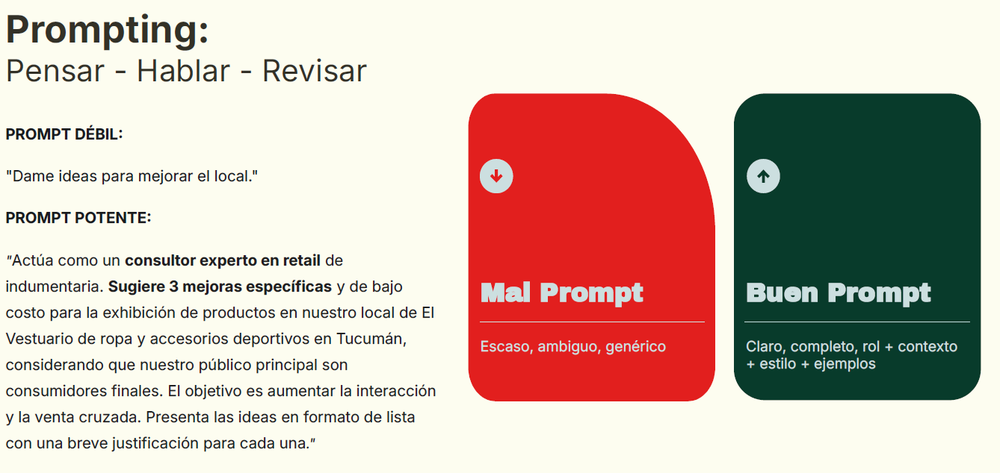 Prompting:
Pensar - Hablar - Revisar
PROMPT DÉBIL:
"Dame ideas para mejorar el local."
PROMPT POTENTE:
"Actúa como un consultor experto en retail de
indumentaria. Sugiere 3 mejoras específicas y de bajo
costo para la exhibición de productos en nuestro local de El
Vestuario de ropa y accesorios deportivos en Tucumán,
considerando que nuestro público principal son
consumidores finales. El objetivo es aumentar la interacción
y la venta cruzada. Presenta las ideas en formato de lista
con una breve justificación para cada una."
Mal Prompt
Escaso, ambiguo, genérico
Buen Prompt
Claro, completo, rol + contexto
+ estilo + ejemplos